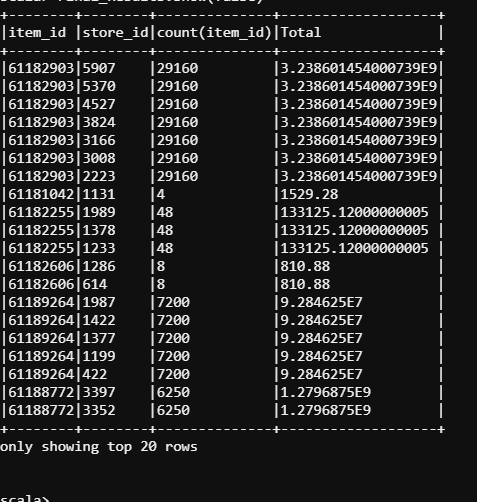 +--------+--------+--------------+-------------------+
|item_id |store_id|count(item_id)|Total              |
+--------+--------+--------------+-------------------+
|61182903|5907    |29160         |3.238601454000739E9|
|61182903|5370    |29160         |3.238601454000739E9|
|61182903|4527    |29160         |3.238601454000739E9|
|61182903|3824    |29160         |3.238601454000739E9|
|61182903|3166    |29160         |3.238601454000739E9|
|61182903|3008    |29160         |3.238601454000739E9|
|61182903|2223    |29160         |3.238601454000739E9|
|61181042|1131    |4             |1529.28            |
|61182255|1989    |48            |133125.12000000005 |
|61182255|1378    |48            |133125.12000000005 |
|61182255|1233    |48            |133125.12000000005 |
|61182606|1286    |8             |810.88             |
|61182606|614     |8             |810.88             |
|61189264|1987    |7200          |9.284625E7         |
|61189264|1422    |7200          |9.284625E7         |
|61189264|1377    |7200          |9.284625E7         |
|61189264|1199    |7200          |9.284625E7         |
|61189264|422     |7200          |9.284625E7         |
|61188772|3397    |6250          |1.2796875E9        |
|61188772|3352    |6250          |1.2796875E9        |
+--------+--------+--------------+-------------------+
only showing top 20 rows
scala>